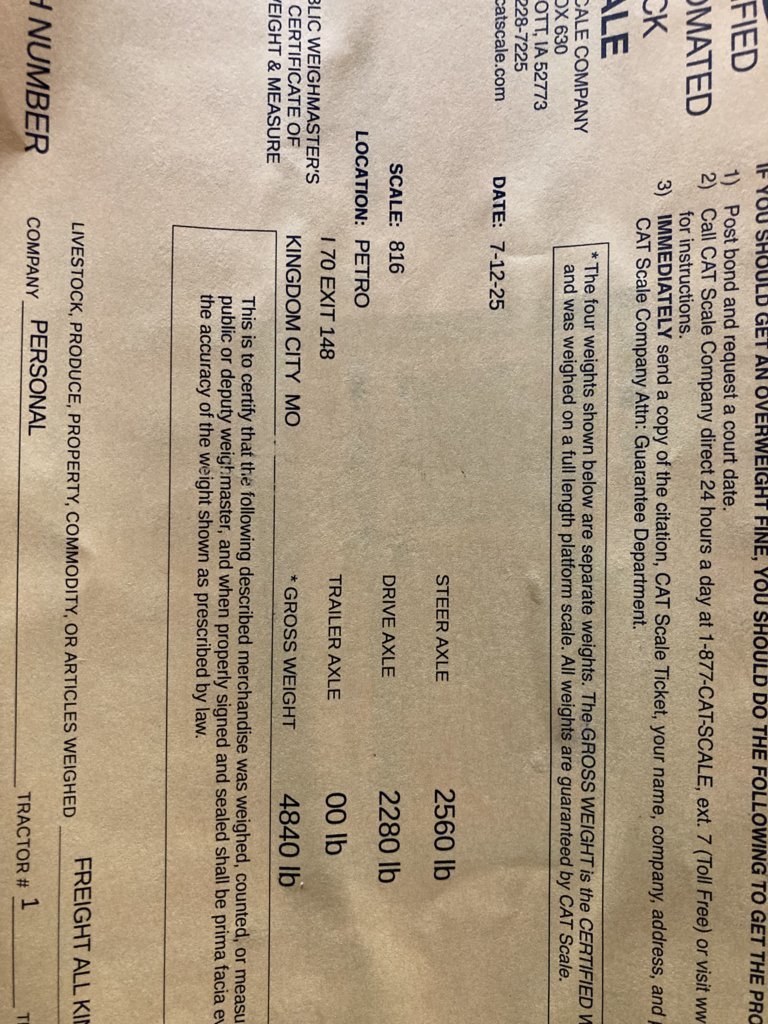 IF YOU SHOULD GET AN OVERWEIGHT FINE, YOU SHOULD DO THE FOLLOWING TO GET THE
1) Post bond and request a court date.
2) Call CAT Scale Company direct 24 hours a day at 1-877-CAT-SCALE, ext. 7 (Toll Free) or visit
for instructions.
3) IMMEDIATELY send a copy of the citation, CAT Scale Ticket, your name, company, address, and
CAT Scale Company Attn: Guarantee Department.
IFIED
OMATED
CK
ALE
CALE COMPANY
OX 630
OTT, IA 52773
228-7225
catscale.com
*The four weights shown below are separate weights. The GROSS WEIGHT is the CERTIFIED
and was weighed on a full length platform scale. All weights are guaranteed by CAT Scale.
DATE: 7-12-25
STEER AXLE 2560 lb
SCALE: 816
DRIVE AXLE 2280 lb
LOCATION: PETRO
TRAILER AXLE 00 lb
I 70 EXIT 148
KINGDOM CITY MO
* GROSS WEIGHT 4840 lb
BLIC WEIGHMASTER'S
CERTIFICATE OF
WEIGHT & MEASURE
This is to certify that the following described merchandise was weighed, counted, or measu
public or deputy weighmaster, and when properly signed and sealed shall be prima facia ev
the accuracy of the weight shown as prescribed by law.
LIVESTOCK, PRODUCE, PROPERTY, COMMODITY, OR ARTICLES WEIGHED FREIGHT ALL KIN
H NUMBER
COMPANY PERSONAL TRACTOR # 1